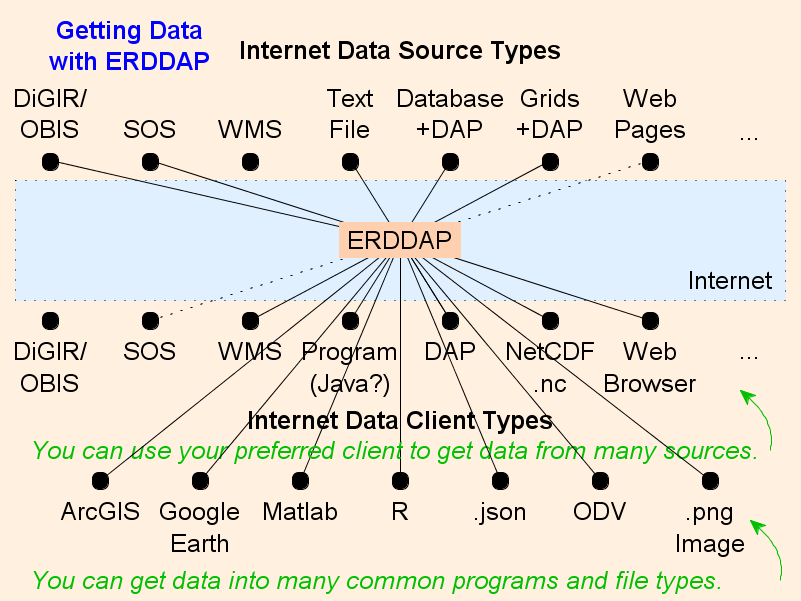 Getting Data
with ERDDAP
Internet Data Source Types
DiGIR/
OBIS
SOS
WMS
Text
File
Database
+DAP
Grids
+DAP
Web
Pages
...
ERDDAP
Internet
DiGIR/
OBIS
SOS
WMS
Program
(Java?)
DAP
NetCDF
.nc
Web
Browser
...
Internet Data Client Types
You can use your preferred client to get data from many sources.
ArcGIS
Google
Earth
Matlab
R
.json
ODV
.png
Image
You can get data into many common programs and file types.